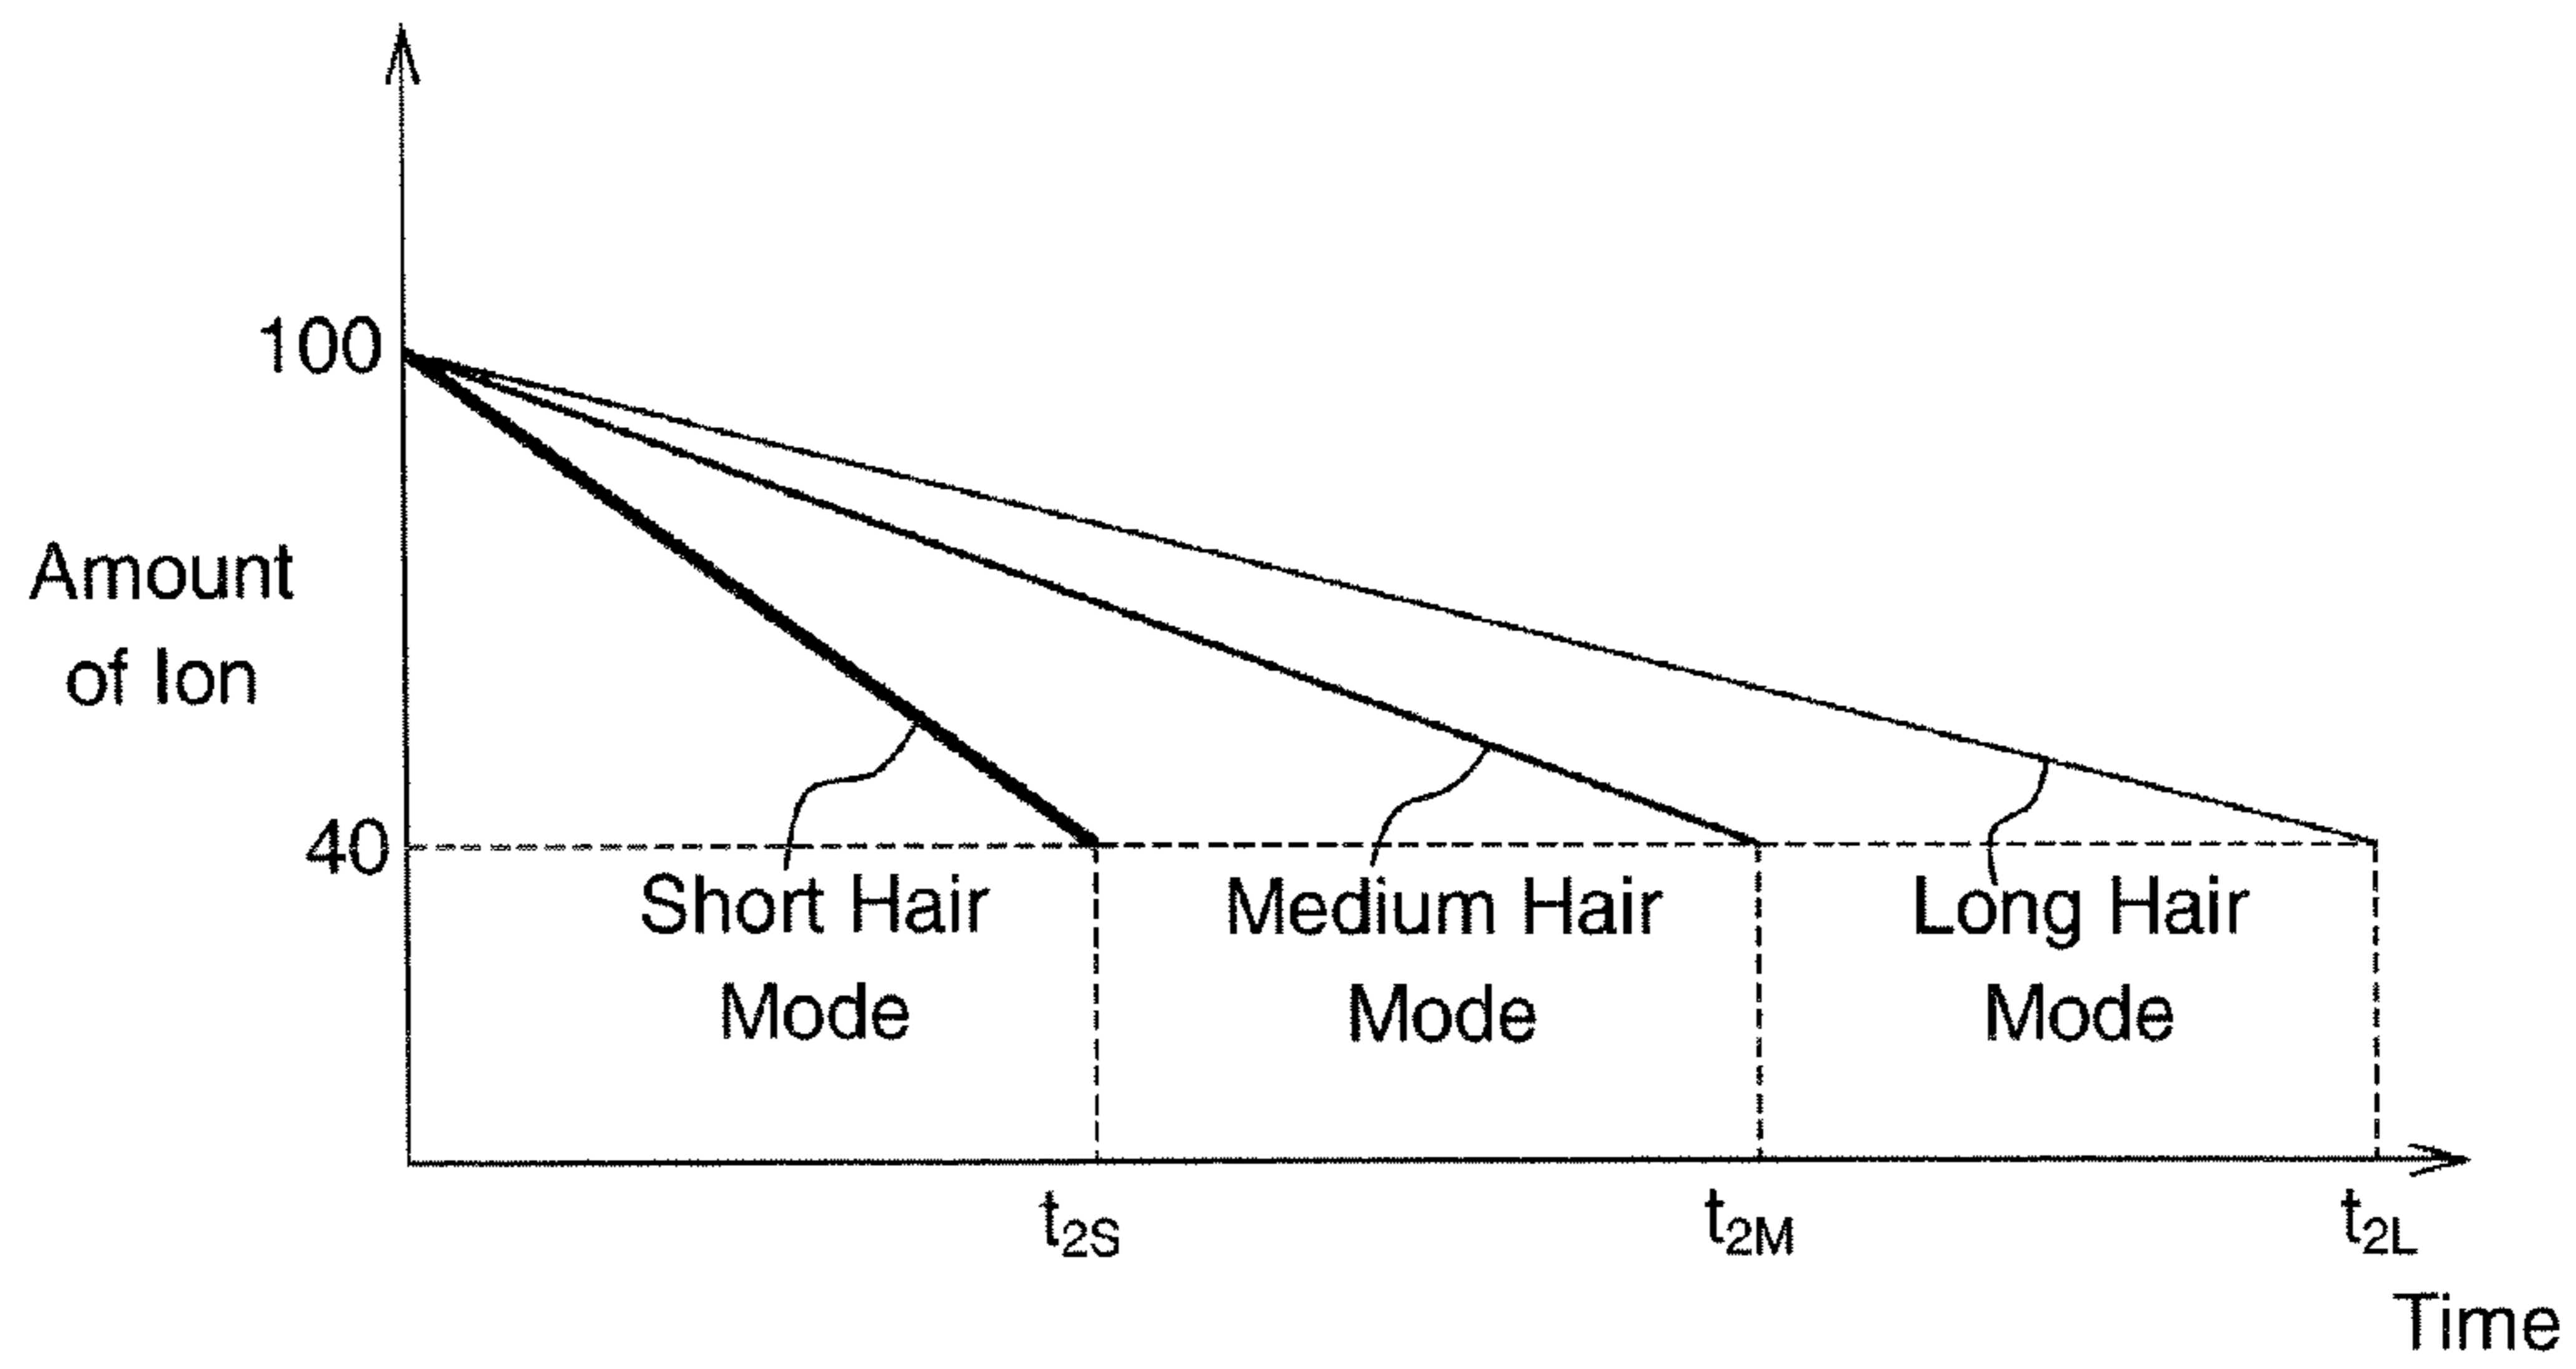 100
Amount
of Ion
40
Short Hair
Mode
Medium Hair
Mode
Long Hair
Mode
t2S
t2M
t2L
Time